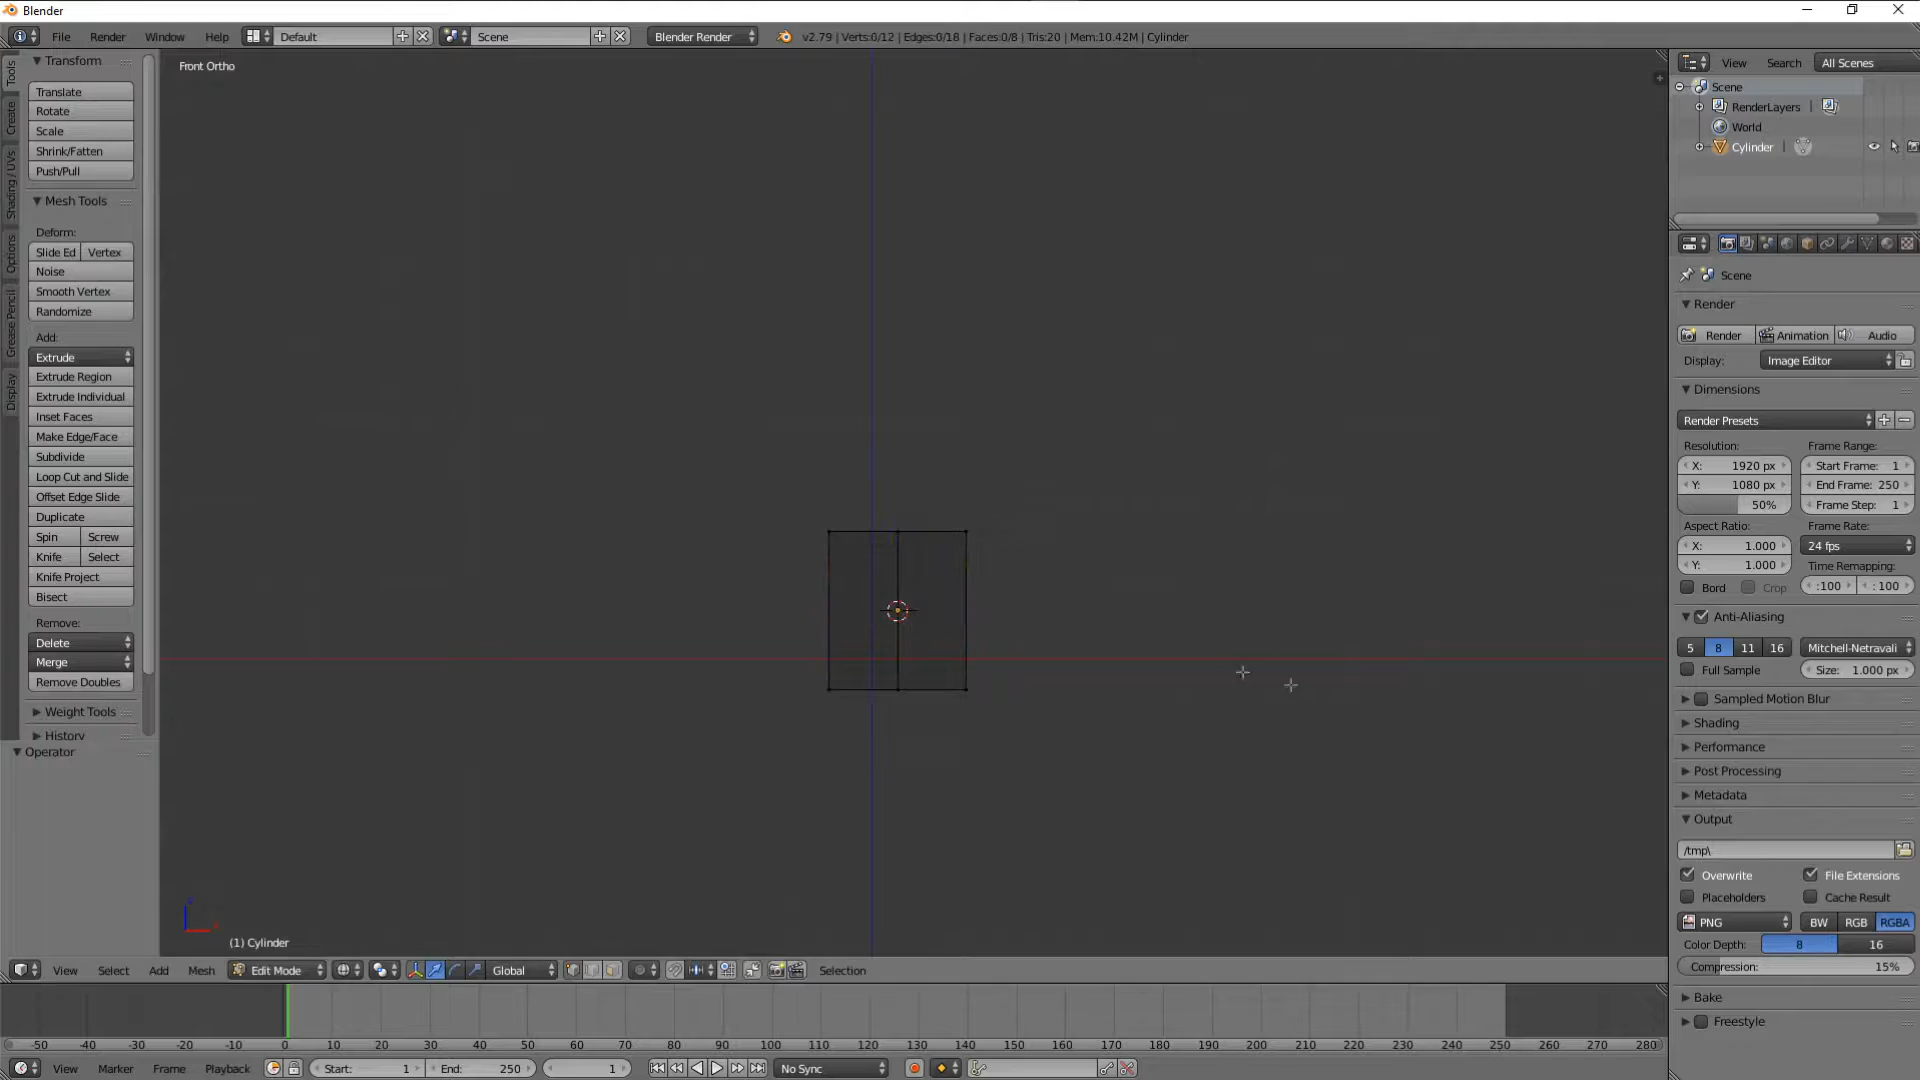 Blender
File Render Window Help Default Scene Blender Render v2.79 | Verts:0/12 | Edges:0/18 | Faces:0/8 | Tris:20 | Mem:10.42M | Cylinder
Tools
Create
Shading / UVs
Options
Grease Pencil
Display
Transform
Translate
Rotate
Scale
Shrink/Fatten
Push/Pull
Mesh Tools
Deform:
Slide Ed Vertex
Noise
Smooth Vertex
Randomize
Add:
Extrude
Extrude Region
Extrude Individual
Inset Faces
Make Edge/Face
Subdivide
Loop Cut and Slide
Offset Edge Slide
Duplicate
Spin Screw
Knife Select
Knife Project
Bisect
Remove:
Delete
Merge
Remove Doubles
Weight Tools
History
Operator
Front Ortho
(1) Cylinder
View Select Add Mesh Edit Mode Global Selection
-50 -40 -30 -20 -10 0 10 20 30 40 50 60 70 80 90 100 110 120 130 140 150 160 170 180 190 200 210 220 230 240 250 260 270 280
View Marker Frame Playback Start: 1 End: 250 1 No Sync
View Search All Scenes
Scene
RenderLayers |
World
Cylinder |
Scene
Render
Render Animation Audio
Display: Image Editor
Dimensions
Render Presets
Resolution: Frame Range:
X: 1920 px Start Frame: 1
Y: 1080 px End Frame: 250
50% Frame Step: 1
Aspect Ratio: Frame Rate:
X: 1.000 24 fps
Y: 1.000 Time Remapping:
Bord Crop :100 : 100
Anti-Aliasing
5 8 11 16 Mitchell-Netravali
Full Sample Size: 1.000 px
Sampled Motion Blur
Shading
Performance
Post Processing
Metadata
Output
/tmp\
Overwrite File Extensions
Placeholders Cache Result
PNG BW RGB RGBA
Color Depth: 8 16
Compression: 15%
Bake
Freestyle